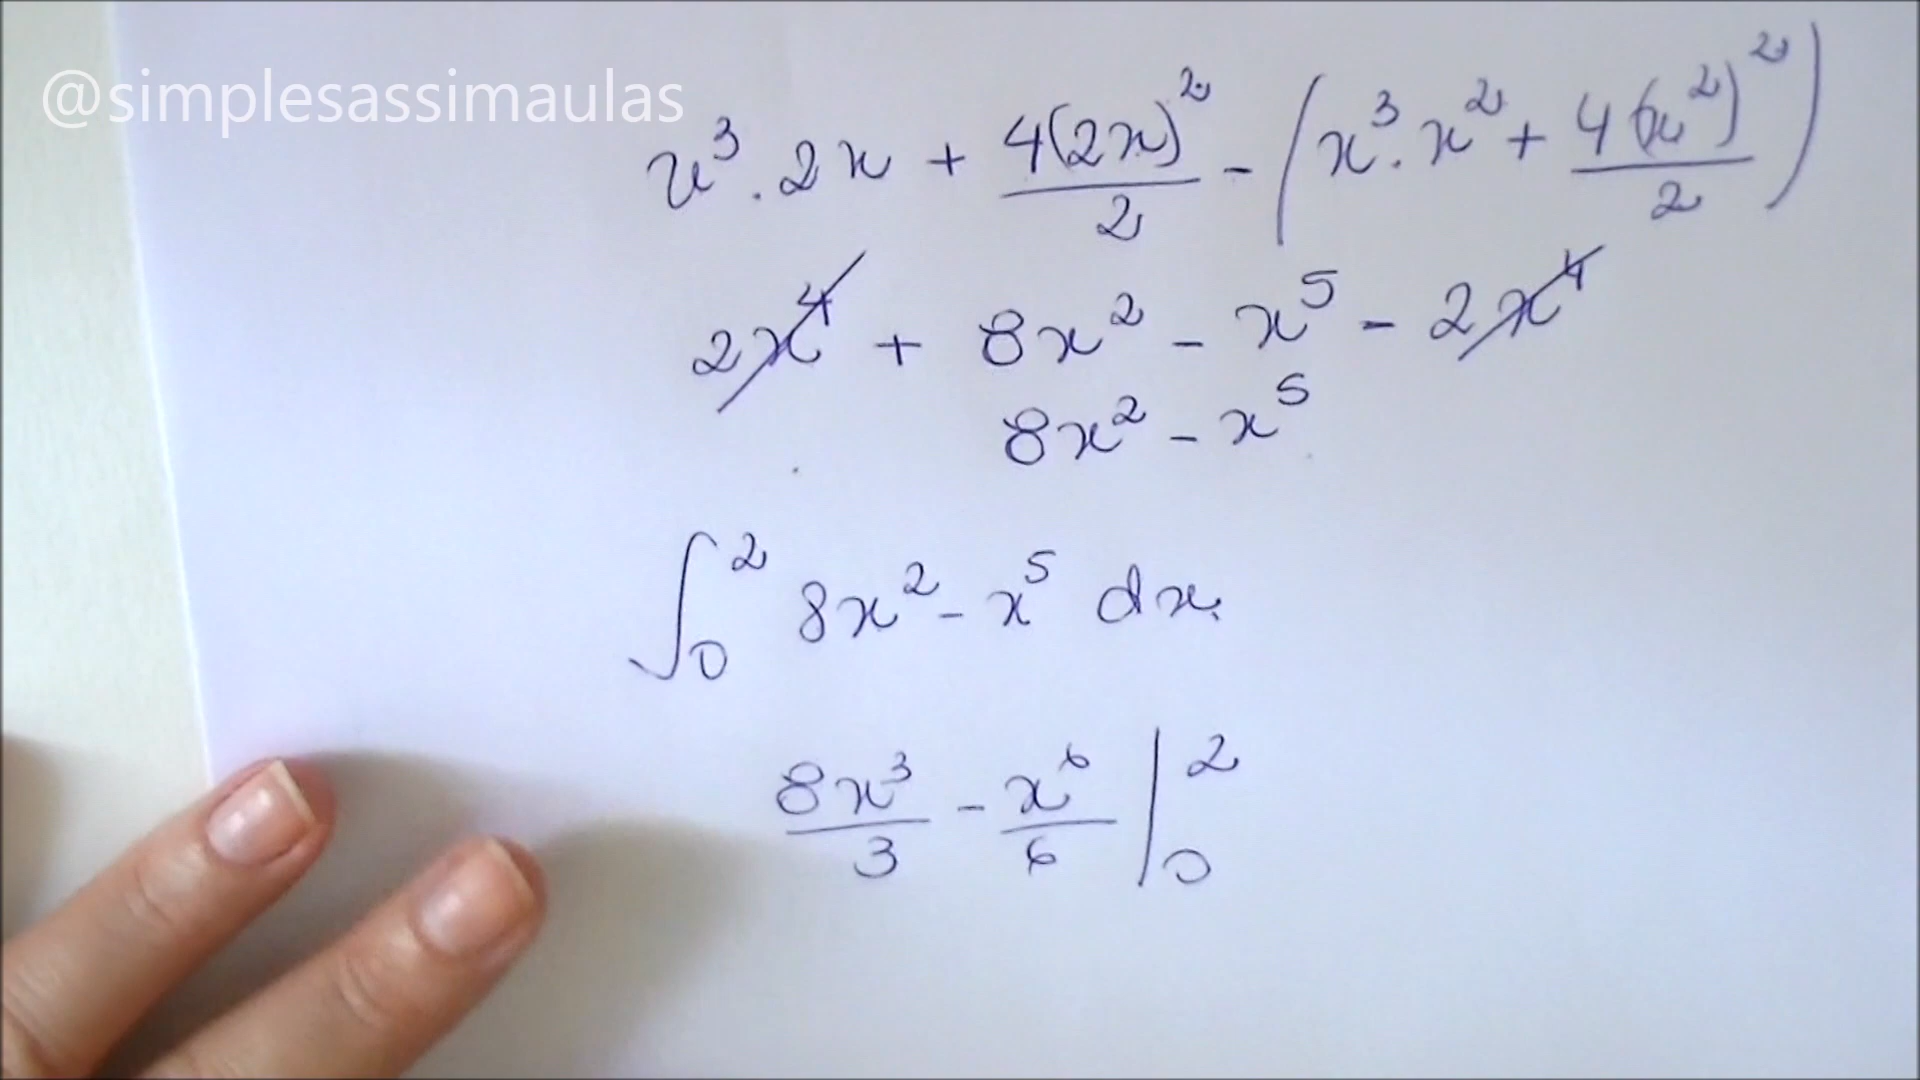 @simplesassimaulas
x³ . 2x + 4(2x)²/2 - (x³ . x² + 4(x²)²/2)
2x⁴ + 8x² - x⁵ - 2x⁴
8x² - x⁵
∫₀² 8x² - x⁵ dx
8x³/3 - x⁶/6 |₀²